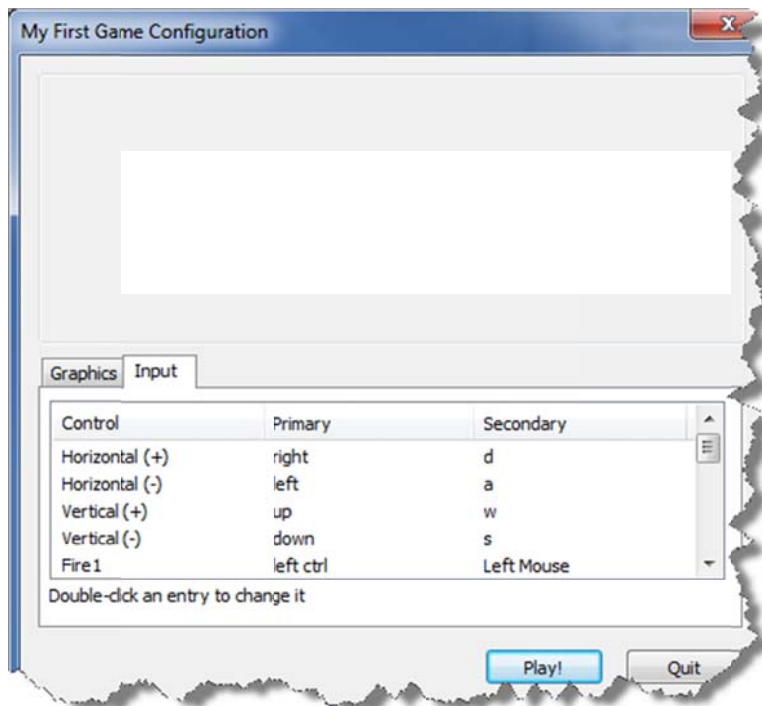 My First Game Configuration
x
Graphics Input
Control Primary Secondary
Horizontal (+) right d
Horizontal (-) left a
Vertical (+) up w
Vertical (-) down s
Fire1 left ctrl Left Mouse
Double-click an entry to change it
Play! Quit